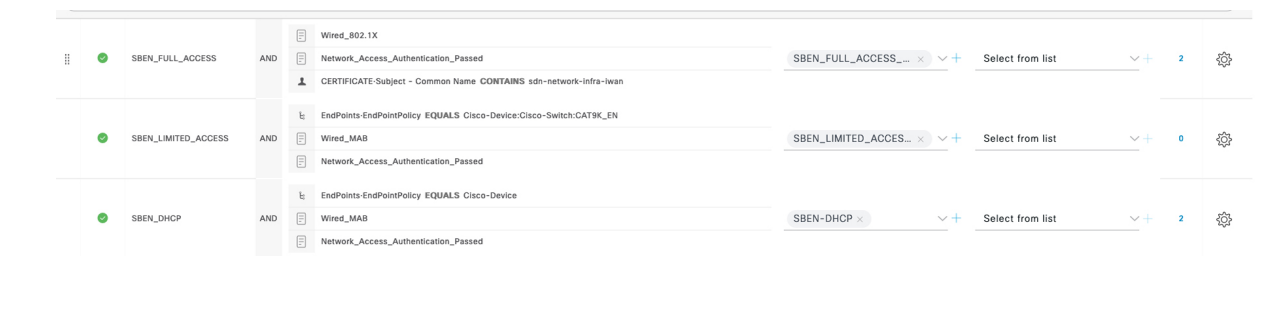 Wired_802.1X
SBEN_FULL_ACCESS AND Network_Access_Authentication_Passed SBEN_FULL_ACCESS_... × Select from list 2
CERTIFICATE·Subject - Common Name CONTAINS sdn-network-infra-iwan
EndPoints·EndPointPolicy EQUALS Cisco-Device:Cisco-Switch:CAT9K_EN
SBEN_LIMITED_ACCESS AND Wired_MAB SBEN_LIMITED_ACCES... × Select from list 0
Network_Access_Authentication_Passed
EndPoints·EndPointPolicy EQUALS Cisco-Device
SBEN_DHCP AND Wired_MAB SBEN-DHCP × Select from list 2
Network_Access_Authentication_Passed